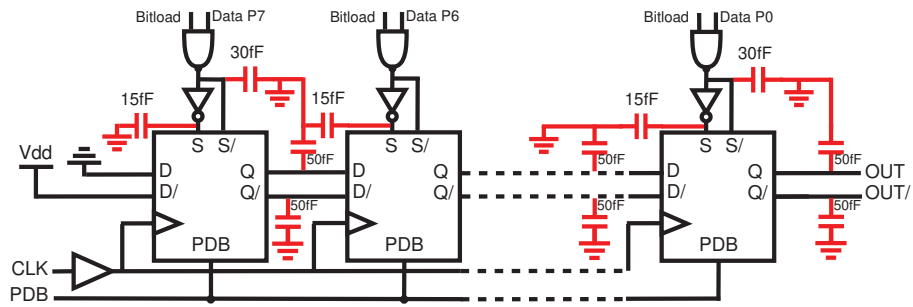 Bitload Data P7
Bitload Data P6
Bitload Data P0
30fF
30fF
15fF
15fF
15fF
S S/
S S/
S S/
Vdd
50fF
50fF
50fF
D Q
D Q
D Q
OUT
D/ Q/
D/ Q/
D/ Q/
OUT/
50fF
50fF
50fF
PDB
PDB
PDB
CLK
PDB